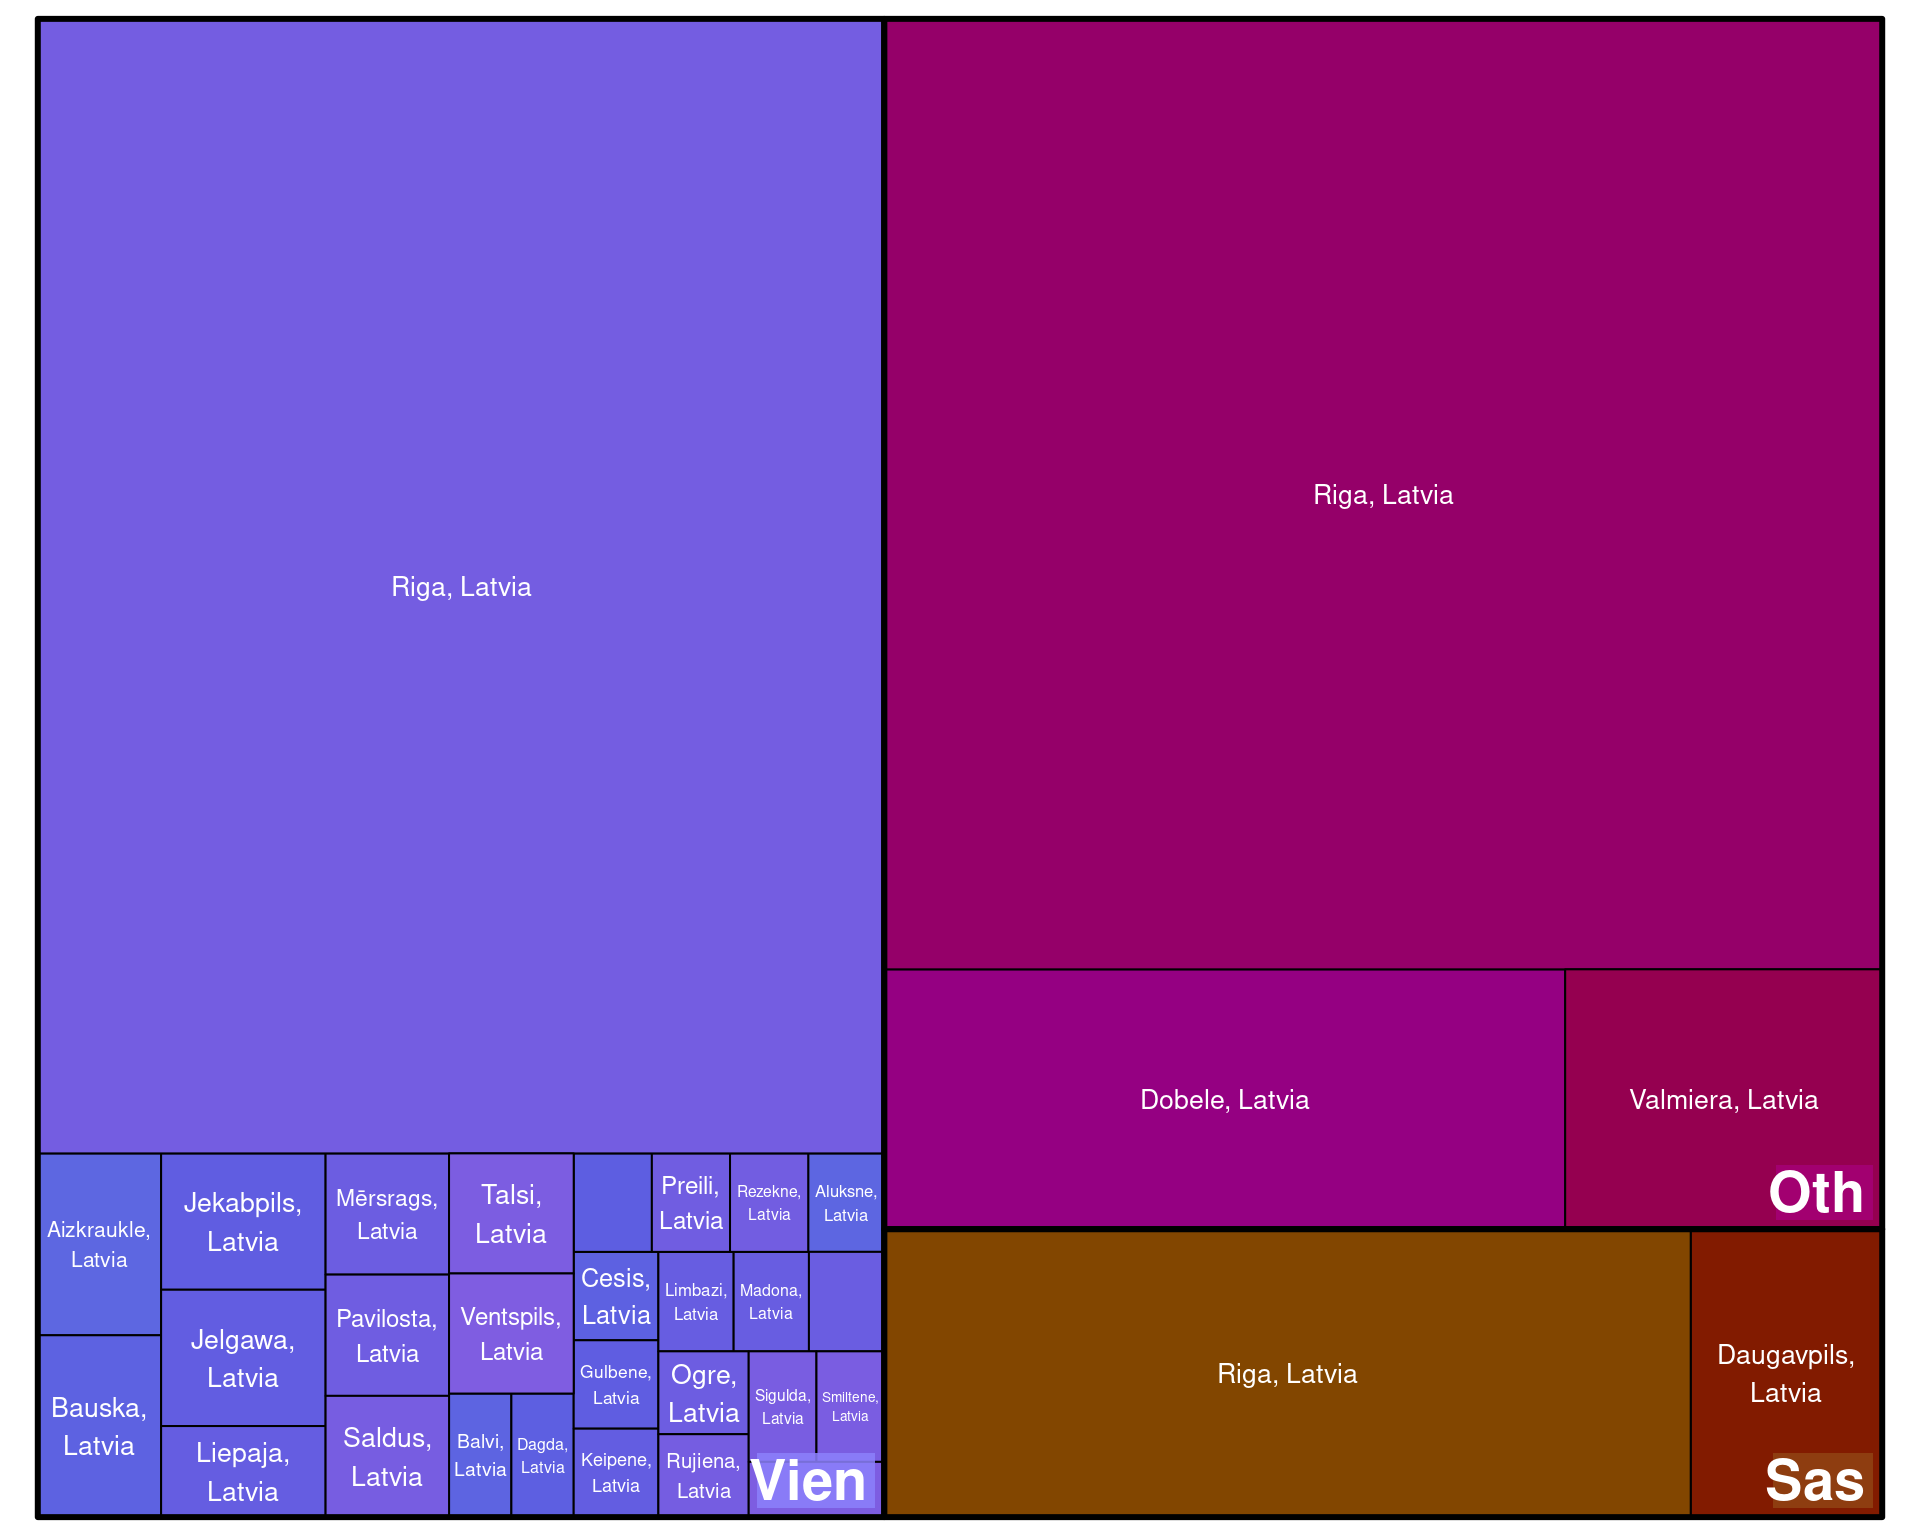 Riga, Latvia
Aizkraukle,
Latvia
Bauska,
Latvia
Jekabpils,
Latvia
Jelgawa,
Latvia
Liepaja,
Latvia
Mērsrags,
Latvia
Pavilosta,
Latvia
Saldus,
Latvia
Talsi,
Latvia
Ventspils,
Latvia
Balvi,
Latvia
Dagda,
Latvia
Preili,
Latvia
Rezekne,
Latvia
Aluksne,
Latvia
Cesis,
Latvia
Limbazi,
Latvia
Madona,
Latvia
Gulbene,
Latvia
Ogre,
Latvia
Sigulda,
Latvia
Smiltene,
Latvia
Keipene,
Latvia
Rujiena,
Latvia
Vien
Riga, Latvia
Dobele, Latvia
Valmiera, Latvia
Oth
Riga, Latvia
Daugavpils,
Latvia
Sas